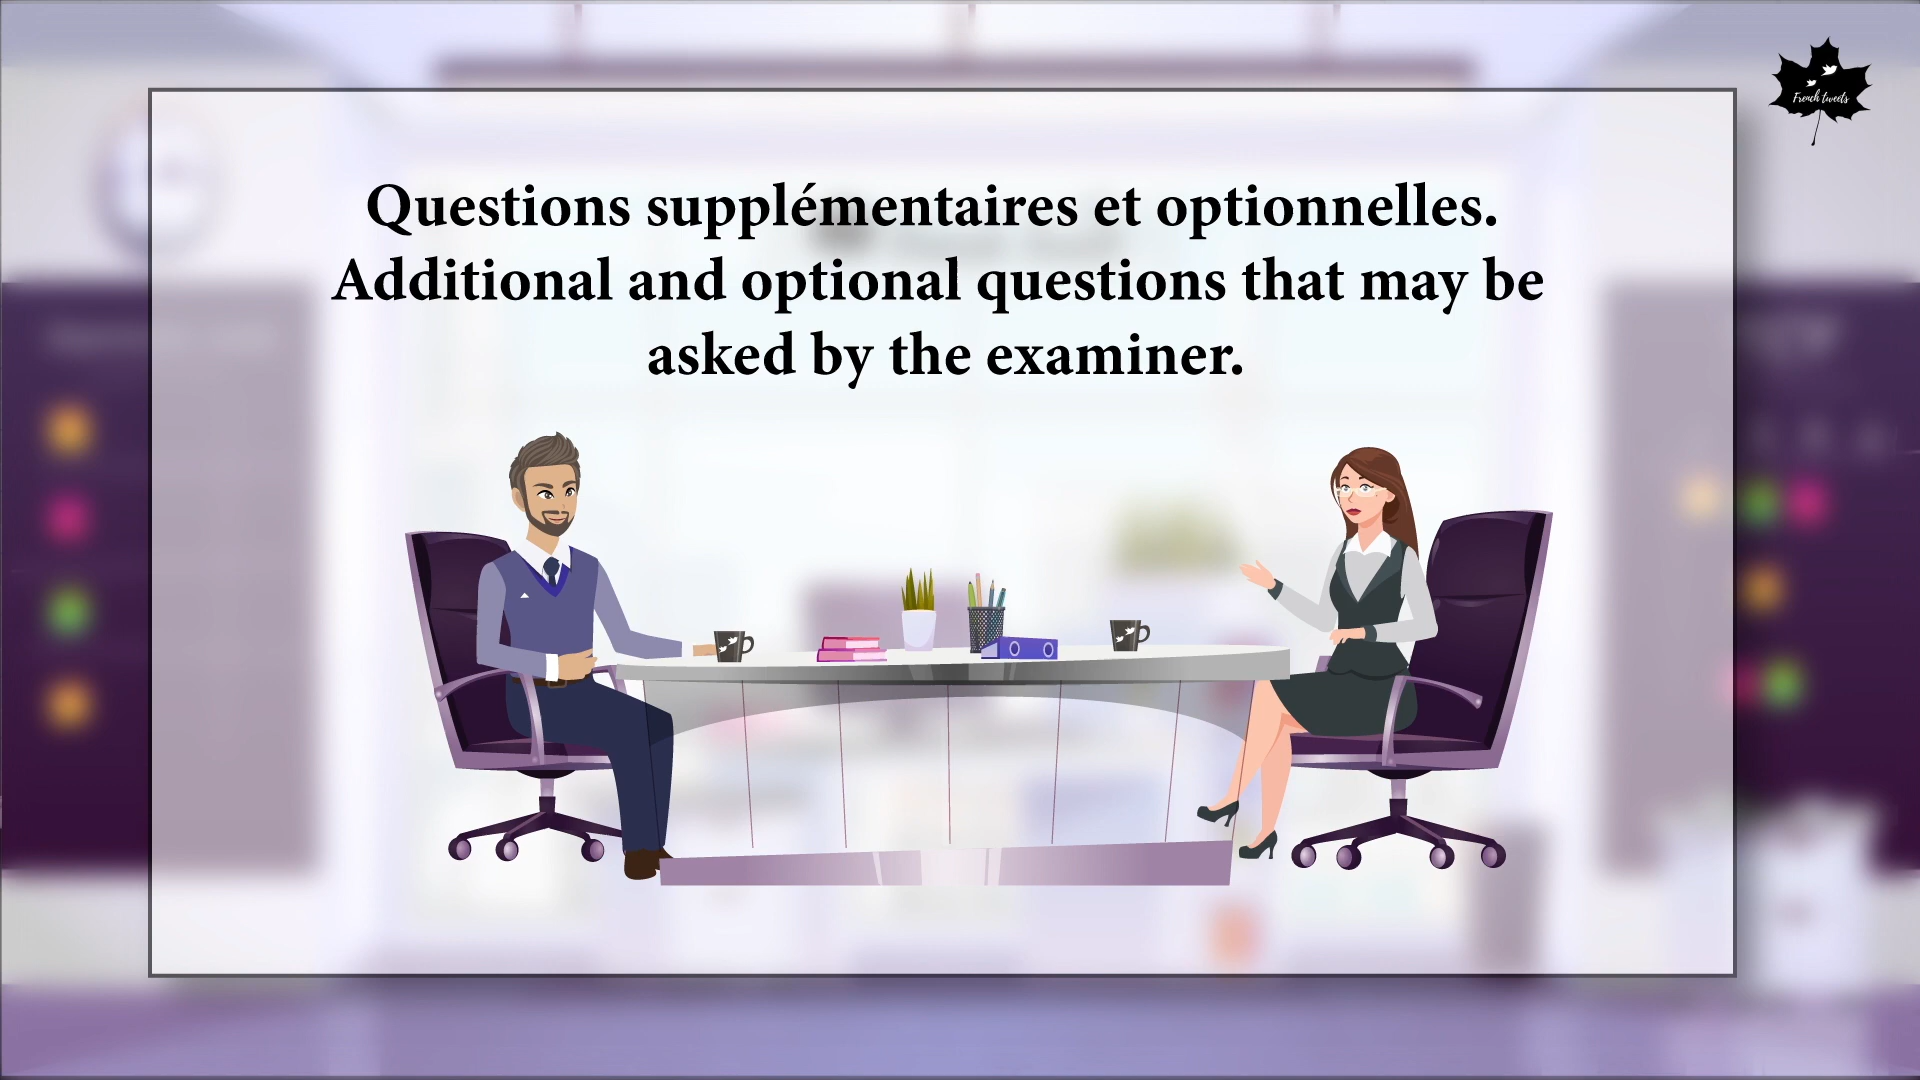 French tweets
Questions supplémentaires et optionnelles.
Additional and optional questions that may be
asked by the examiner.